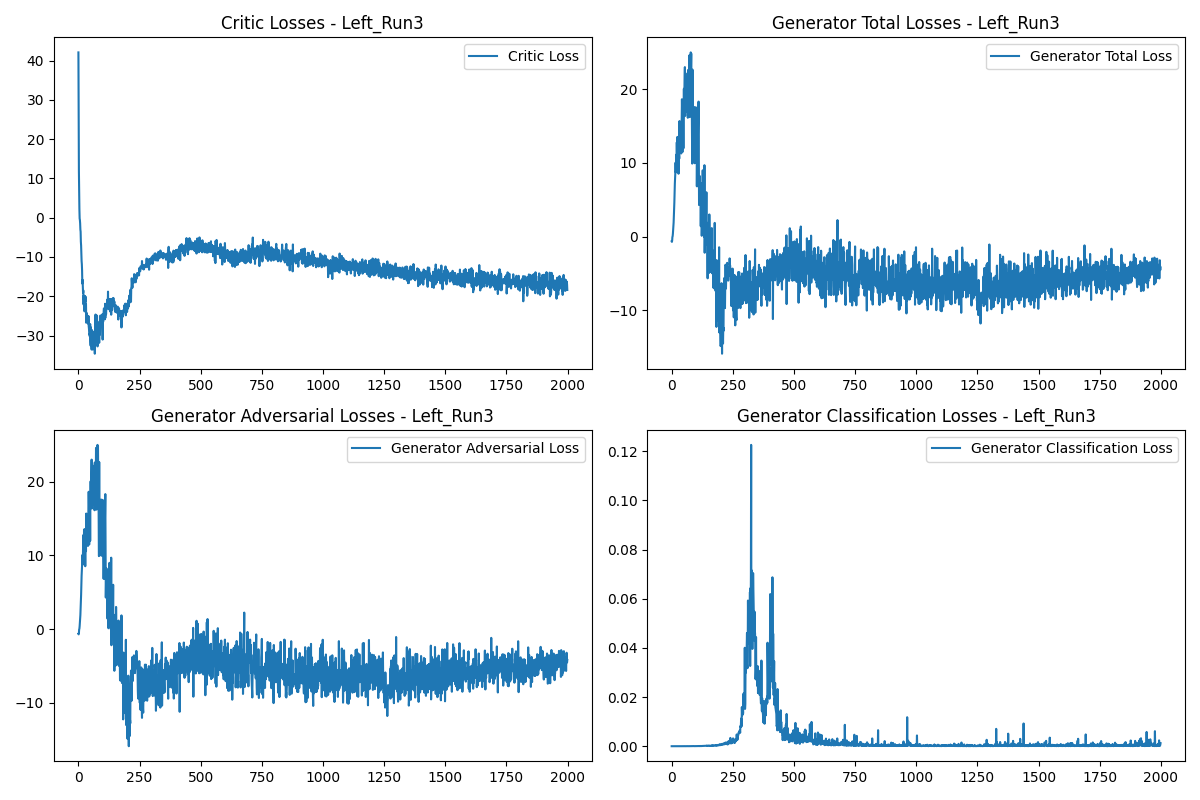 Critic Losses - Left_Run3
Critic Loss
40
30
20
10
0
−10
−20
−30
0 250 500 750 1000 1250 1500 1750 2000
Generator Total Losses - Left_Run3
Generator Total Loss
20
10
0
−10
0 250 500 750 1000 1250 1500 1750 2000
Generator Adversarial Losses - Left_Run3
Generator Adversarial Loss
20
10
0
−10
0 250 500 750 1000 1250 1500 1750 2000
Generator Classification Losses - Left_Run3
Generator Classification Loss
0.12
0.10
0.08
0.06
0.04
0.02
0.00
0 250 500 750 1000 1250 1500 1750 2000